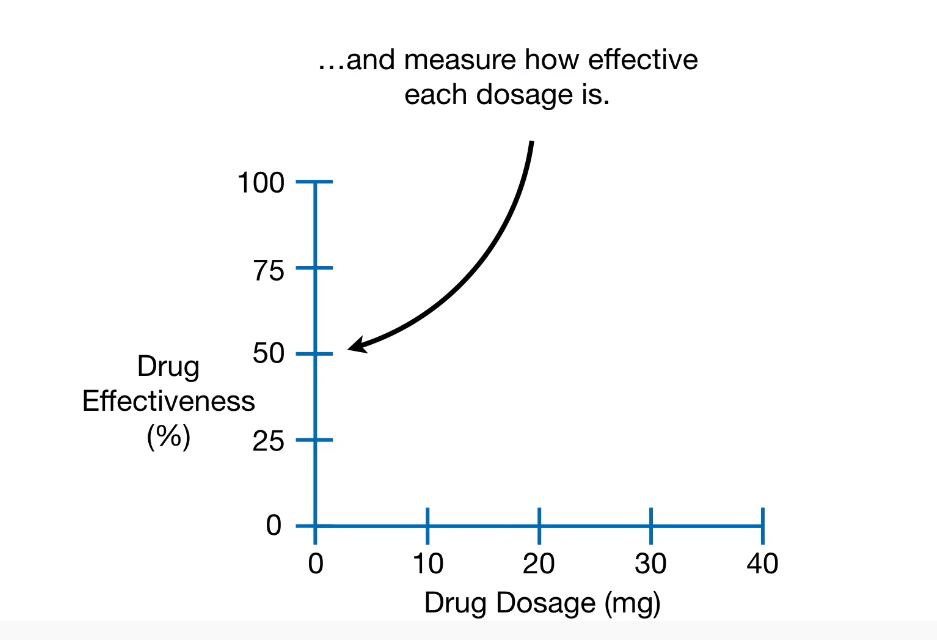 …and measure how effective
each dosage is.
100
75
50
25
0
Drug
Effectiveness
(%)
0 10 20 30 40
Drug Dosage (mg)